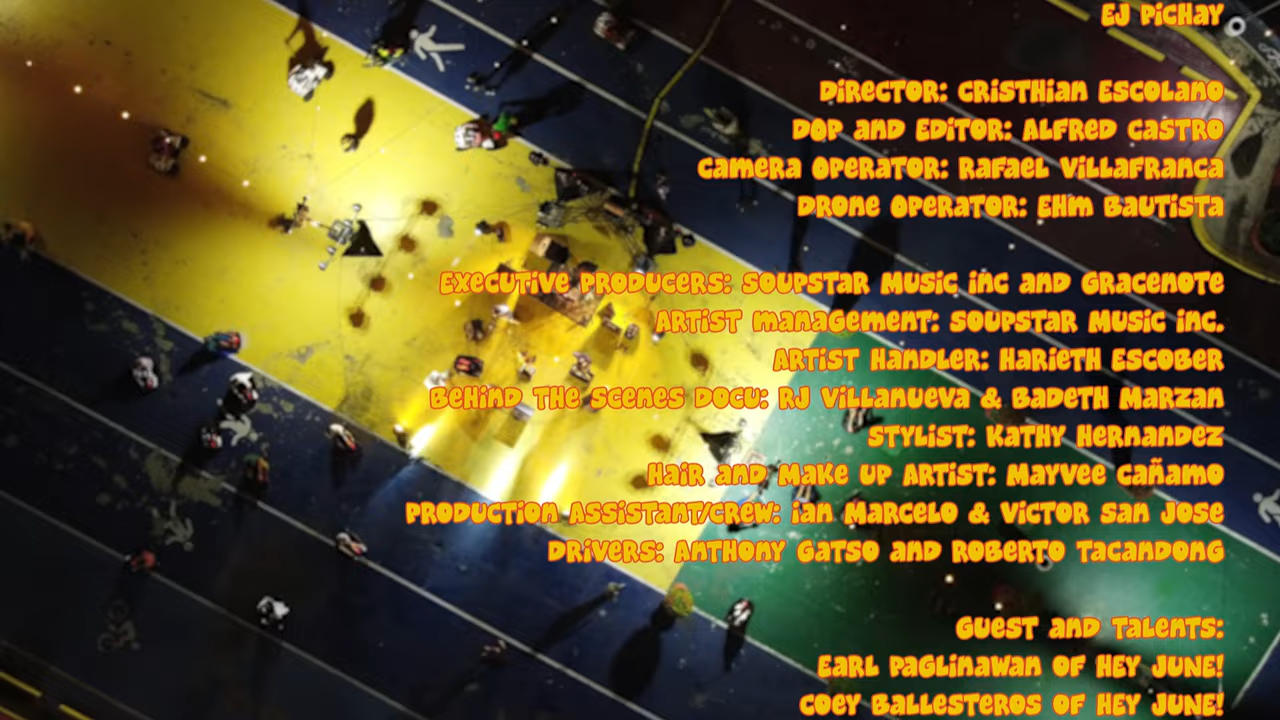 EJ PICHAY
DIRECTOR: CRISTHIAN ESCOLANO
DOP AND EDITOR: ALFRED CASTRO
CAMERA OPERATOR: RAFAEL VILLAFRANCA
DRONE OPERATOR: EHM BAUTISTA
EXECUTIVE PRODUCERS: SOUPSTAR MUSIC INC AND GRACENOTE
ARTIST MANAGEMENT: SOUPSTAR MUSIC INC.
ARTIST HANDLER: HARIETH ESCOBER
BEHIND THE SCENES DOCU: RJ VILLANUEVA & BADETH MARZAN
STYLIST: KATHY HERNANDEZ
HAIR AND MAKE UP ARTIST: MAYVEE CAÑAMO
PRODUCTION ASSISTANT/CREW: IAN MARCELO & VICTOR SAN JOSE
DRIVERS: ANTHONY GATSO AND ROBERTO TACANDONG
GUEST AND TALENTS:
EARL PAGLINAWAN OF HEY JUNE!
COEY BALLESTEROS OF HEY JUNE!